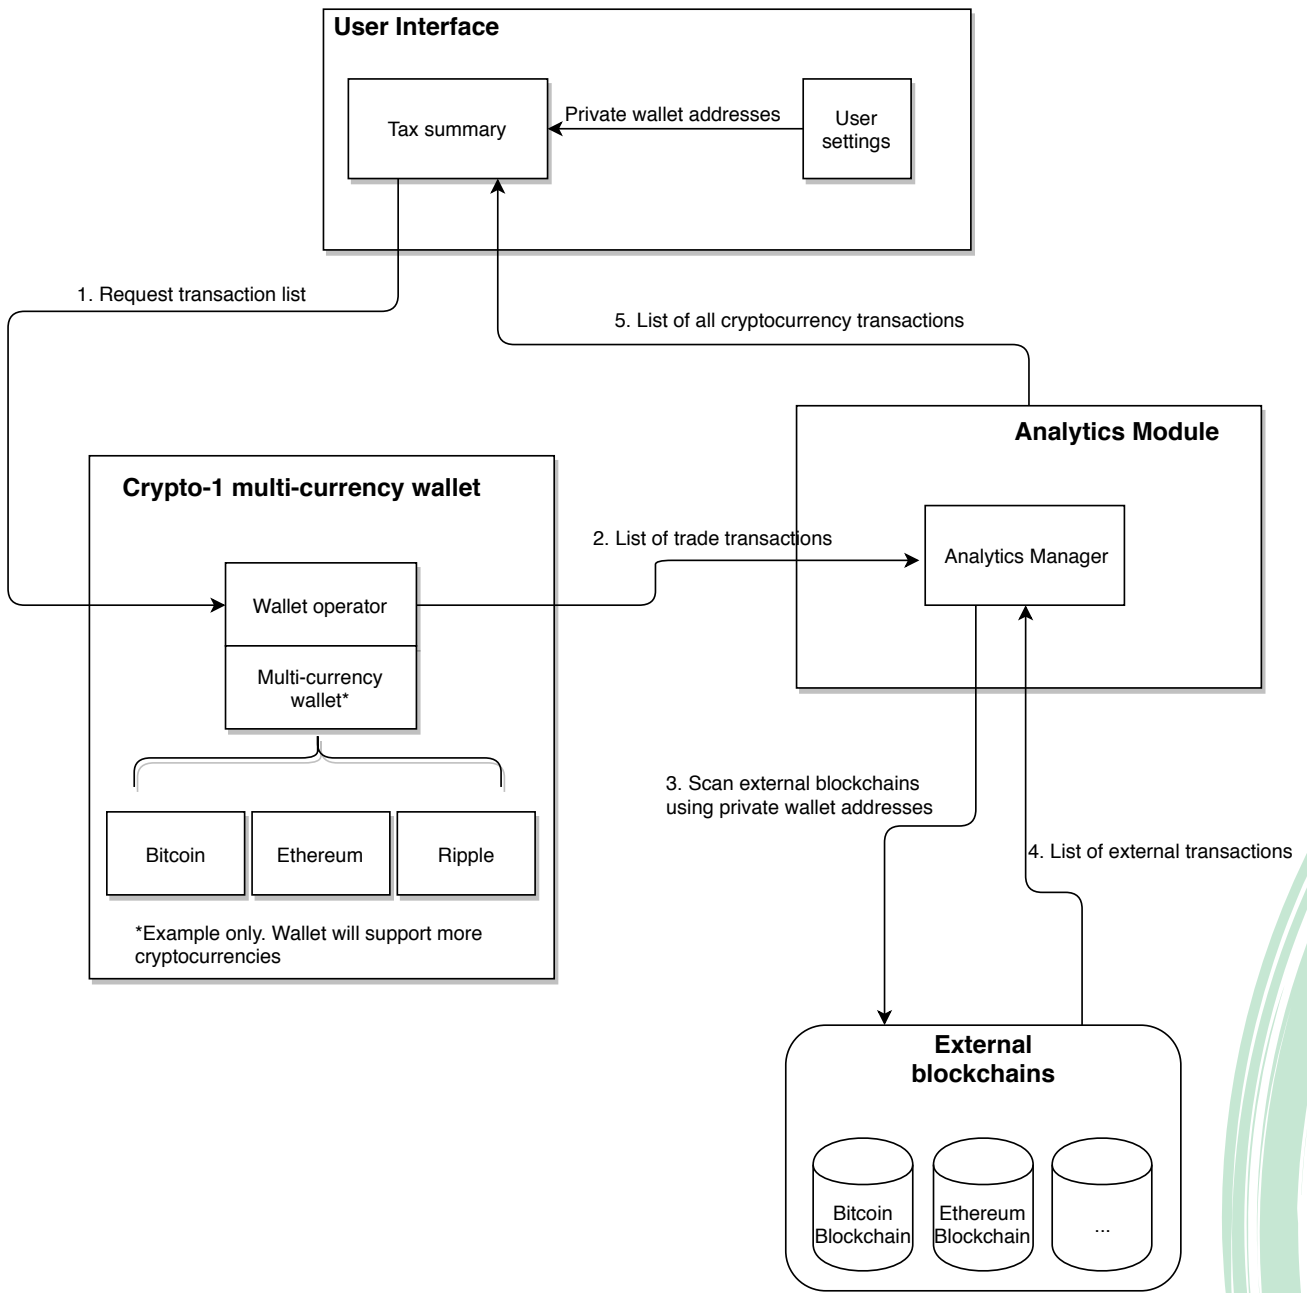 User Interface
Tax summary
Private wallet addresses
User
settings
1. Request transaction list
5. List of all cryptocurrency transactions
Analytics Module
Crypto-1 multi-currency wallet
2. List of trade transactions
Analytics Manager
Wallet operator
Multi-currency
wallet*
3. Scan external blockchains
using private wallet addresses
Bitcoin
Ethereum
Ripple
4. List of external transactions
*Example only. Wallet will support more
cryptocurrencies
External
blockchains
Bitcoin
Blockchain
Ethereum
Blockchain
...